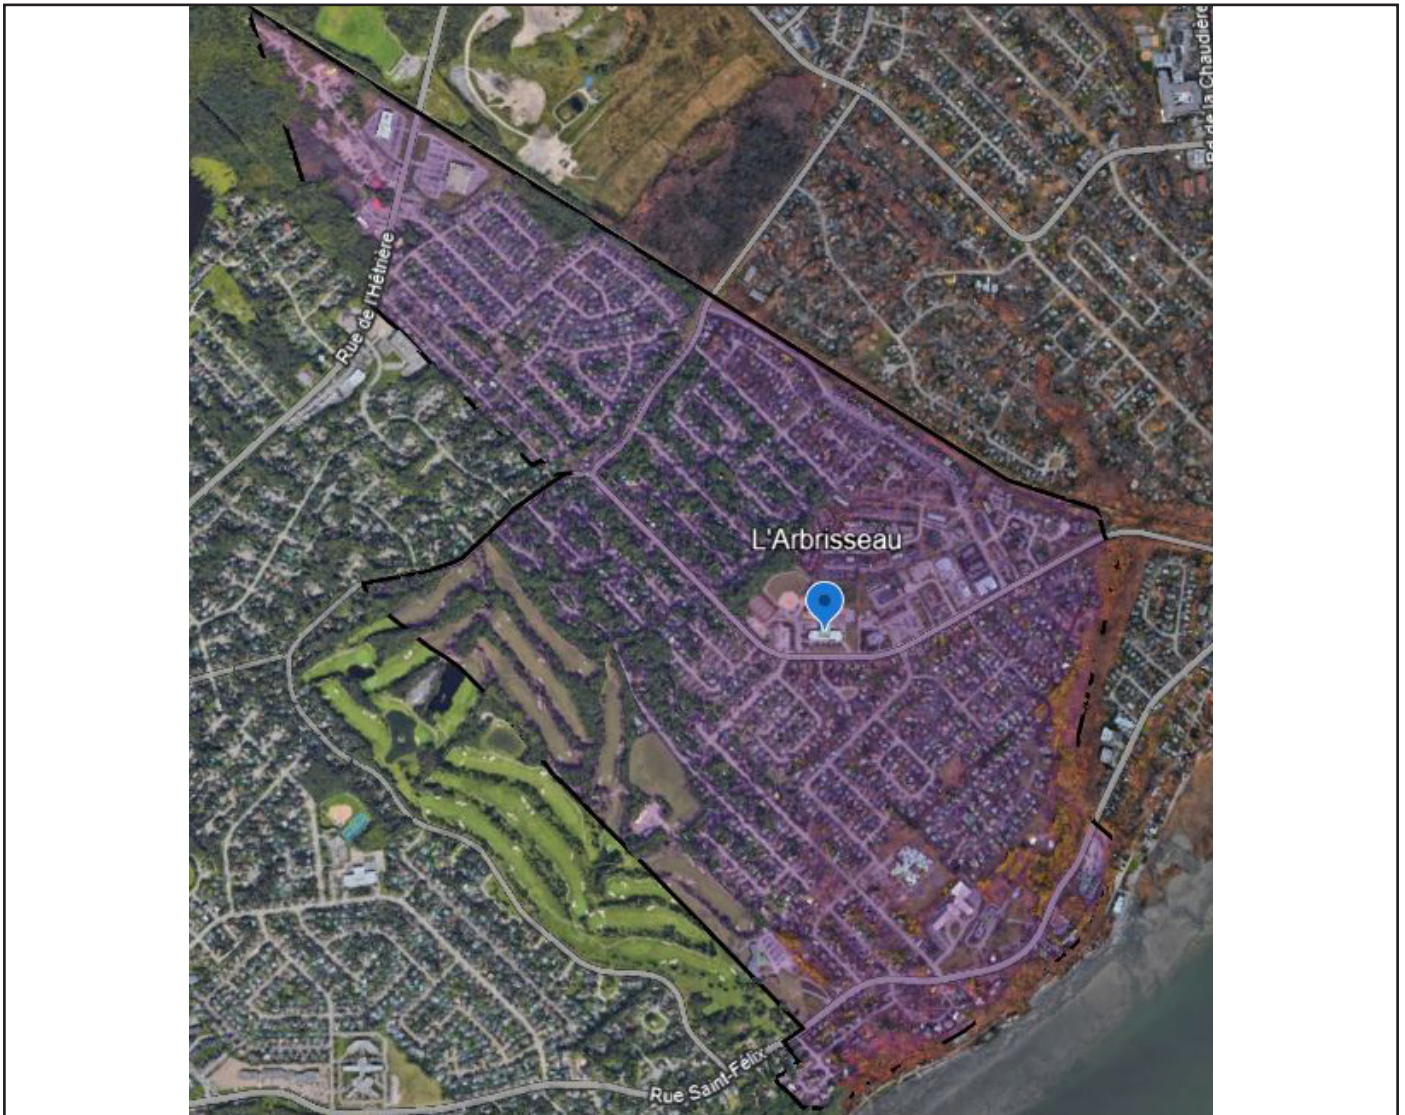 Bd de la Chaudière
Rue de l'Hêtrière
L'Arbrisseau
Rue Saint-Félix